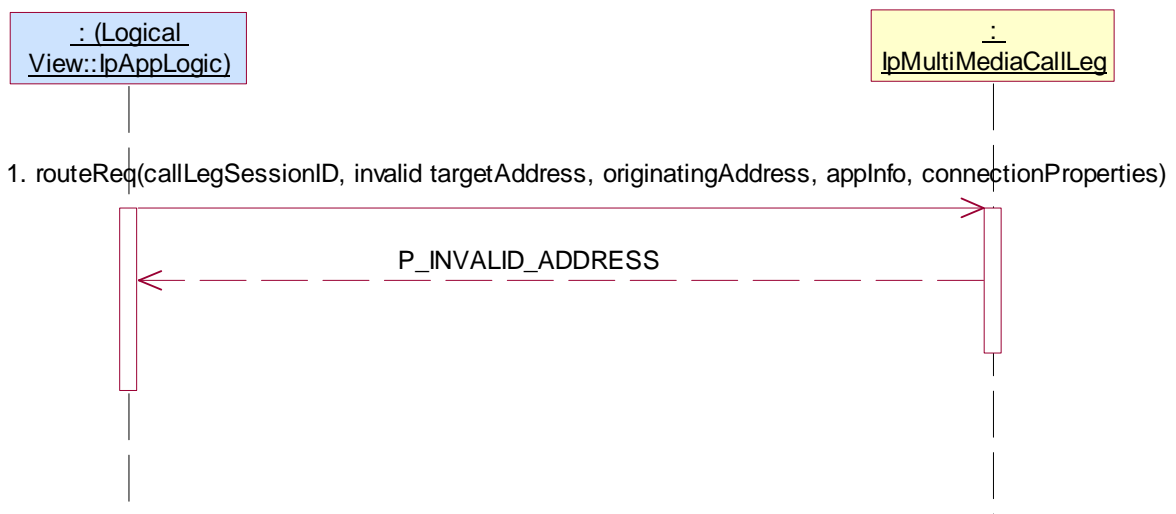 : (Logical
View::IpAppLogic)
:
IpMultiMediaCallLeg
1. routeReq(callLegSessionID, invalid targetAddress, originatingAddress, appInfo, connectionProperties)
P_INVALID_ADDRESS